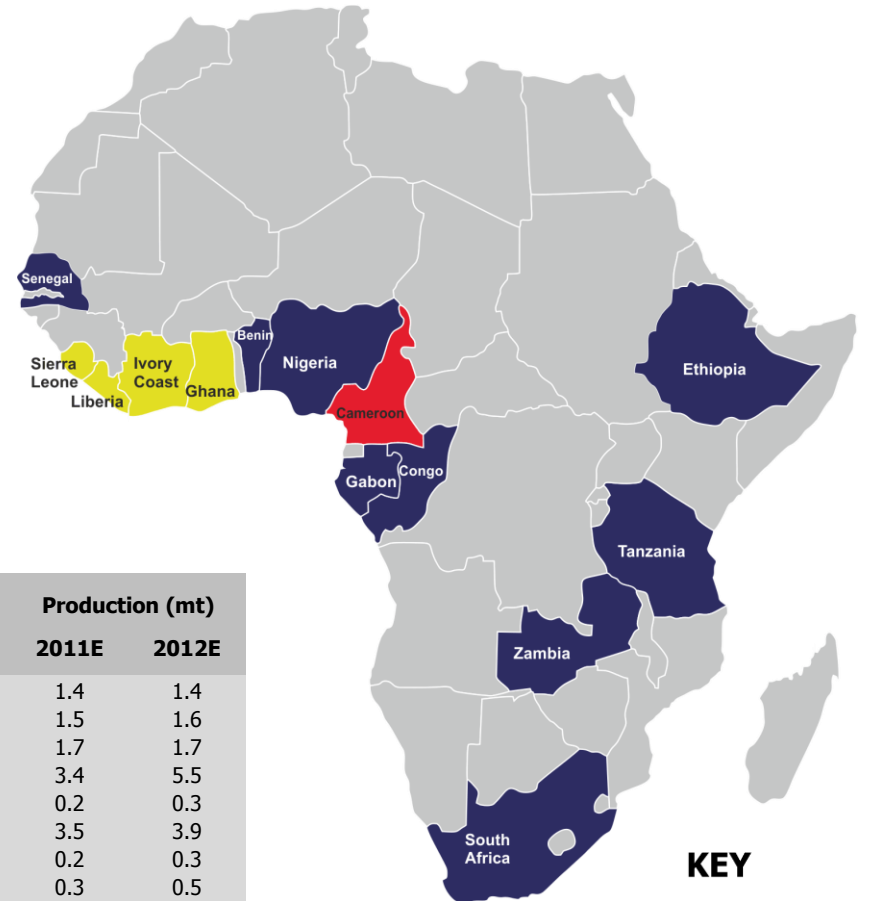 Senegal
Benin
Nigeria
Sierra
Leone
Ivory
Coast
Ghana
Liberia
Cameroon
Ethiopia
Gabon
Congo
Tanzania
Zambia
South
Africa
KEY
Production (mt)
2011E 2012E
1.4 1.4
1.5 1.6
1.7 1.7
3.4 5.5
0.2 0.3
3.5 3.9
0.2 0.3
0.3 0.5